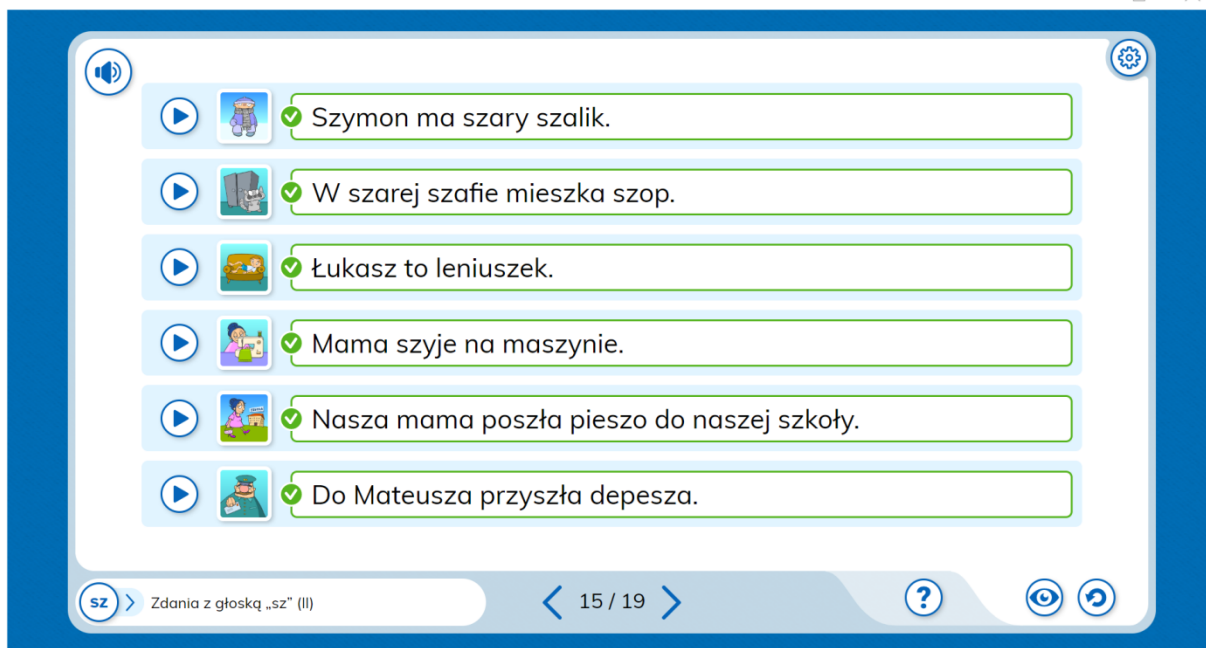 Szymon ma szary szalik.
W szarej szafie mieszka szop.
Łukasz to leniuszek.
Mama szyje na maszynie.
Nasza mama poszła pieszo do naszej szkoły.
Do Mateusza przyszła depesza.
sz Zdania z głoską „sz” (II) 15 / 19 ?